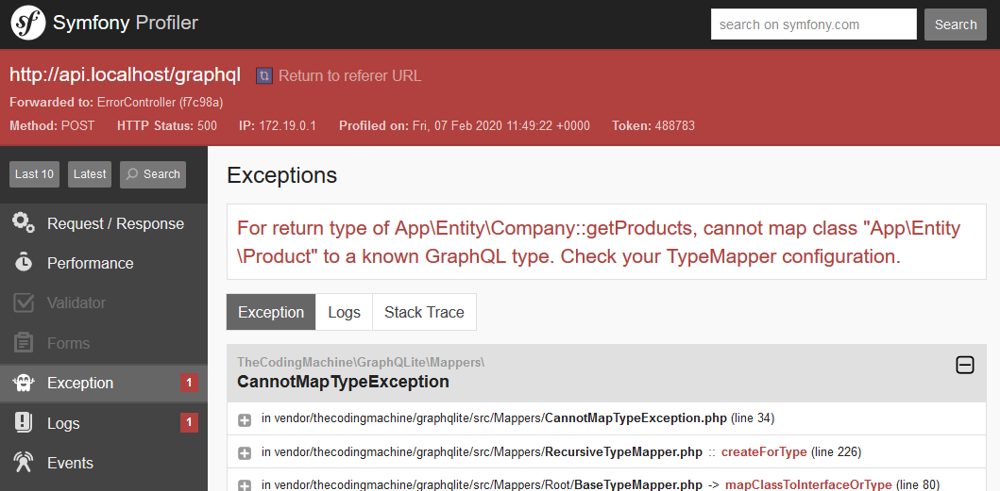 Symfony Profiler
search on symfony.com
Search
http://api.localhost/graphql
Return to referer URL
Forwarded to: ErrorController (f7c98a)
Method: POST HTTP Status: 500 IP: 172.19.0.1 Profiled on: Fri, 07 Feb 2020 11:49:22 +0000 Token: 488783
Last 10
Latest
Search
Request / Response
Performance
Validator
Forms
Exception 1
Logs 1
Events
Exceptions
For return type of App\Entity\Company::getProducts, cannot map class "App\Entity
\Product" to a known GraphQL type. Check your TypeMapper configuration.
Exception
Logs
Stack Trace
TheCodingMachine\GraphQLite\Mappers\
CannotMapTypeException
in vendor/thecodingmachine/graphqlite/src/Mappers/CannotMapTypeException.php (line 34)
in vendor/thecodingmachine/graphqlite/src/Mappers/RecursiveTypeMapper.php :: createForType (line 226)
in vendor/thecodingmachine/graphqlite/src/Mappers/Root/BaseTypeMapper.php -> mapClassToInterfaceOrType (line 80)